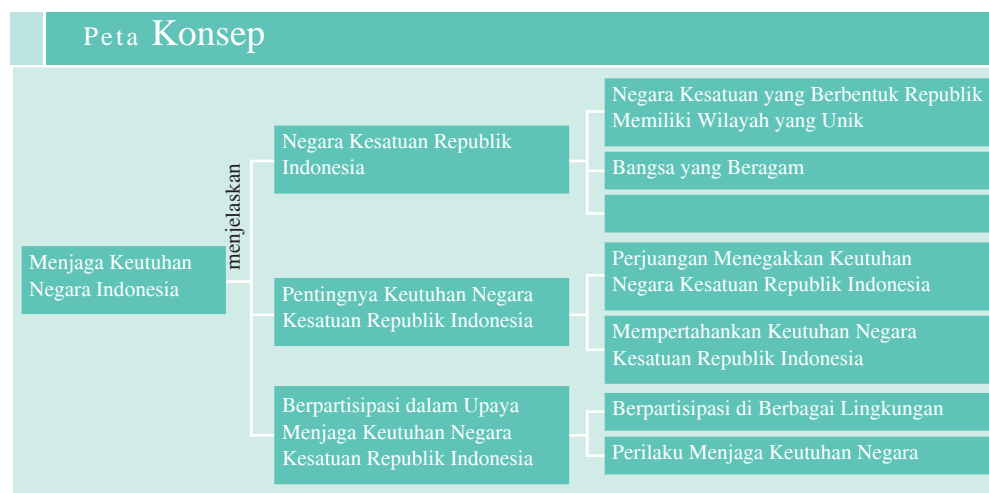 Peta Konsep
Negara Kesatuan yang Berbentuk Republik
Memiliki Wilayah yang Unik
Negara Kesatuan Republik
Indonesia
Bangsa yang Beragam
menjelaskan
Menjaga Keutuhan
Negara Indonesia
Pentingnya Keutuhan Negara
Kesatuan Republik Indonesia
Perjuangan Menegakkan Keutuhan
Negara Kesatuan Republik Indonesia
Mempertahankan Keutuhan Negara
Kesatuan Republik Indonesia
Berpartisipasi dalam Upaya
Menjaga Keutuhan Negara
Kesatuan Republik Indonesia
Berpartisipasi di Berbagai Lingkungan
Perilaku Menjaga Keutuhan Negara